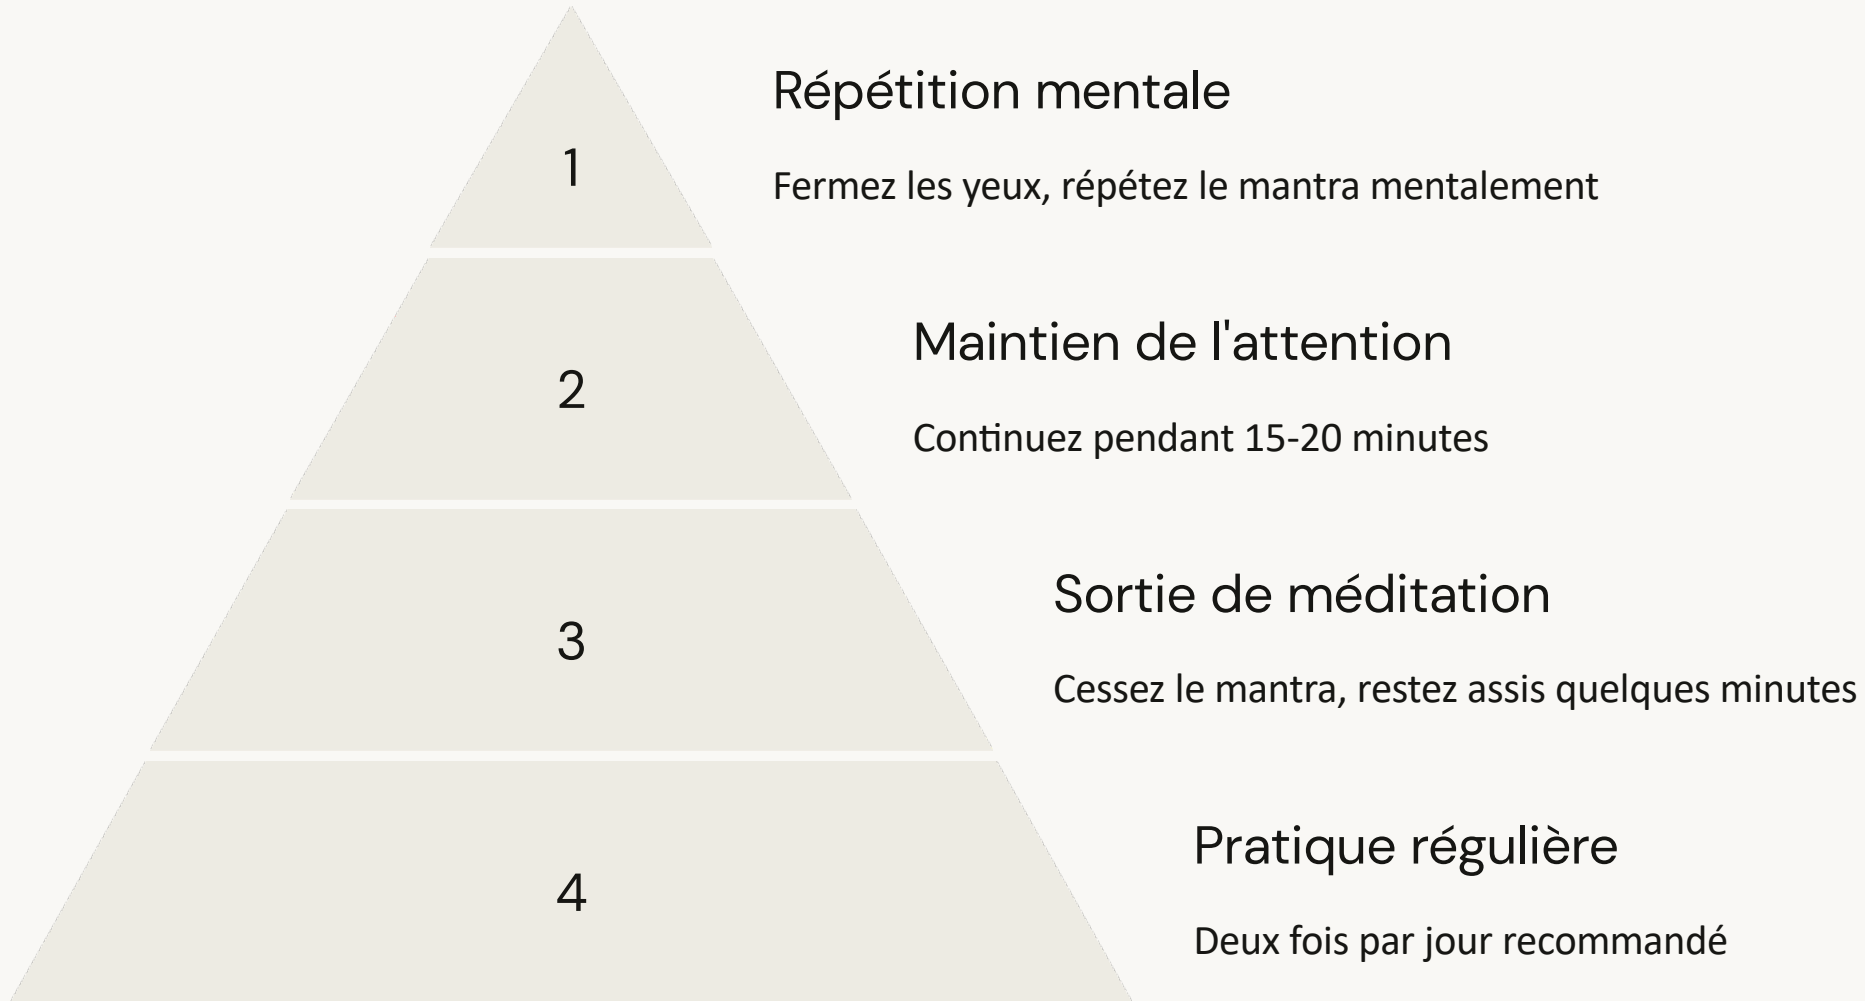 1
Répétition mentale
Fermez les yeux, répétez le mantra mentalement
2
Maintien de l'attention
Continuez pendant 15-20 minutes
3
Sortie de méditation
Cessez le mantra, restez assis quelques minutes
4
Pratique régulière
Deux fois par jour recommandé